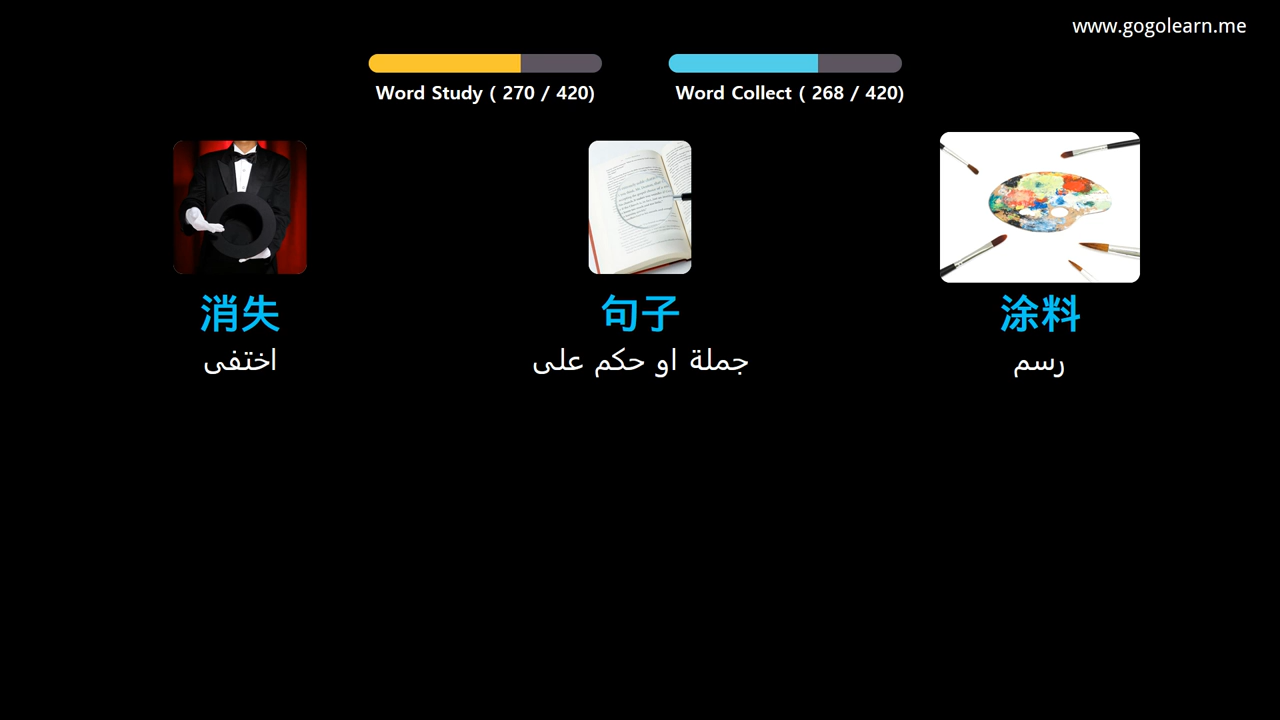 www.gogolearn.me
Word Study ( 270 / 420)
Word Collect ( 268 / 420)
消失
句子
涂料
اختفى
جملة او حكم على
رسم